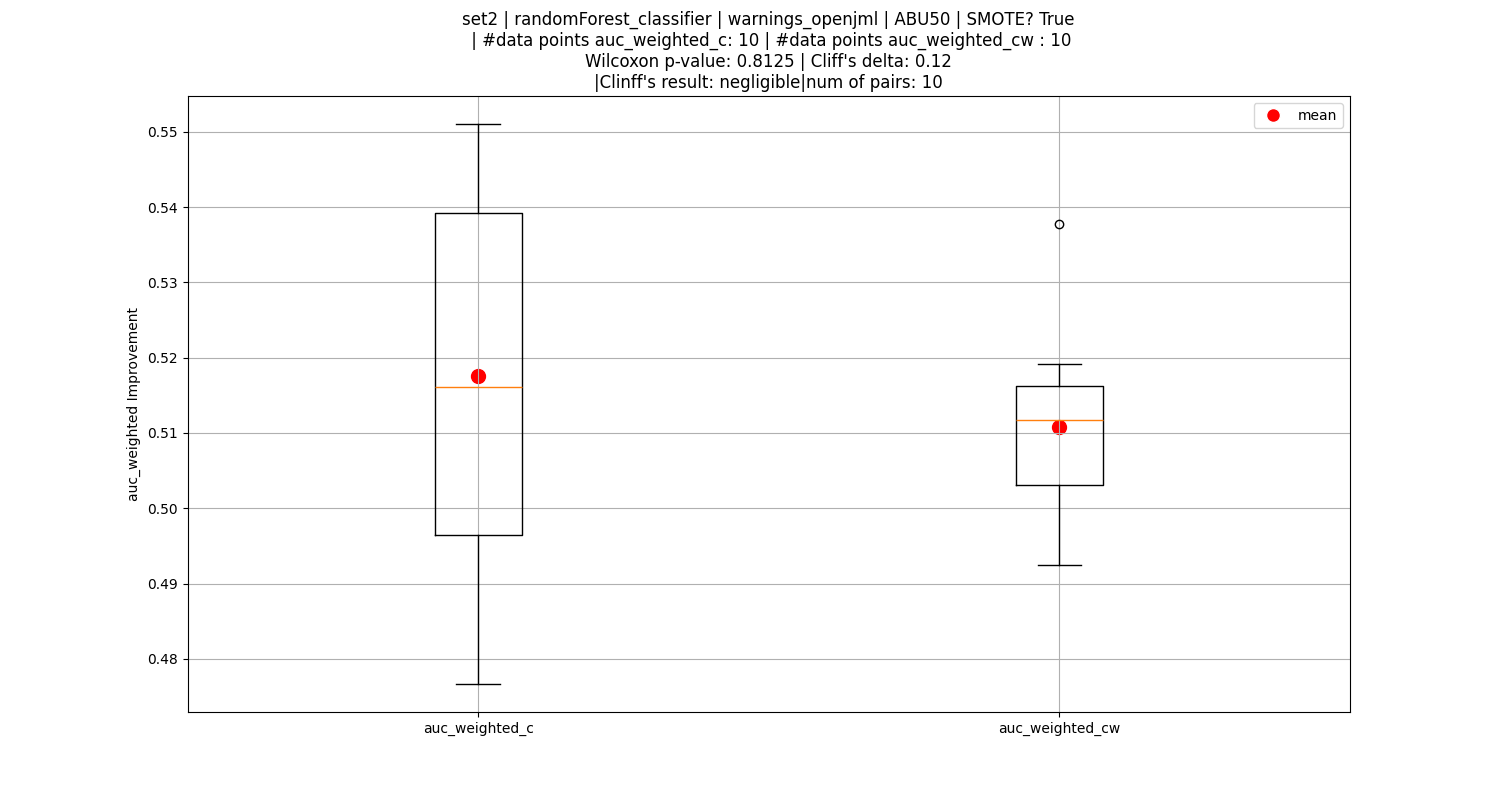 set2 | randomForest_classifier | warnings_openjml | ABU50 | SMOTE? True
| #data points auc_weighted_c: 10 | #data points auc_weighted_cw : 10
Wilcoxon p-value: 0.8125 | Cliff's delta: 0.12
|Clinff's result: negligible|num of pairs: 10
mean
auc_weighted Improvement
0.55
0.54
0.53
0.52
0.51
0.50
0.49
0.48
auc_weighted_c
auc_weighted_cw